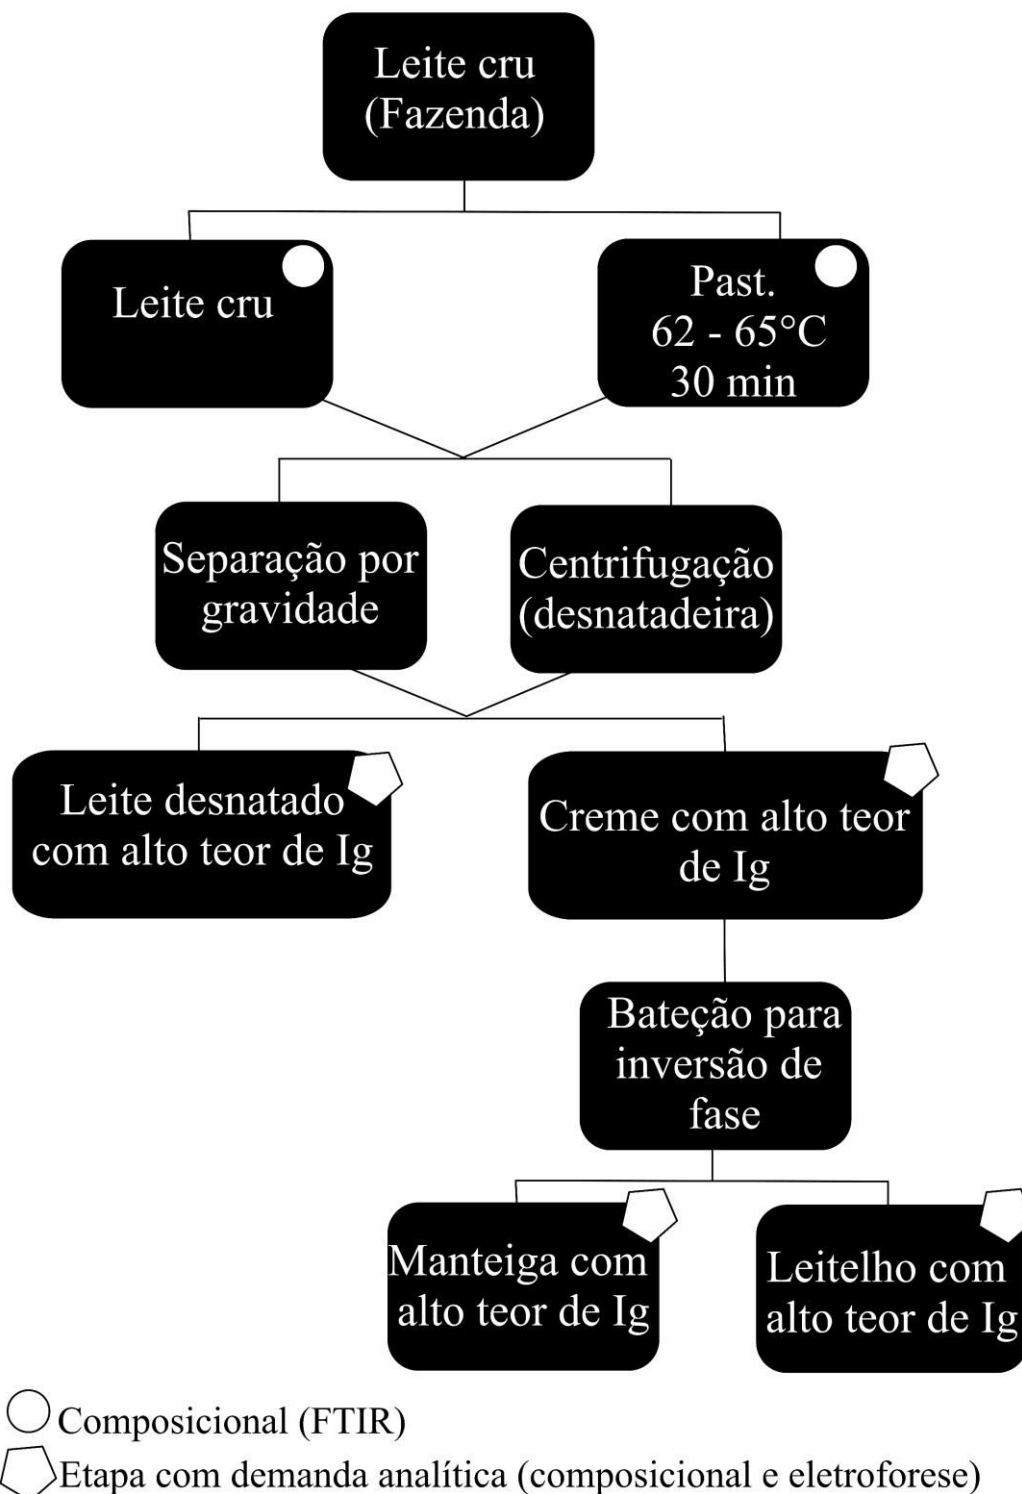 Leite cru
(Fazenda)
Leite cru
Past.
62 - 65°C
30 min
Separação por
gravidade
Centrifugação
(desnatadeira)
Leite desnatado
com alto teor de Ig
Creme com alto teor
de Ig
Bateção para
inversão de
fase
Manteiga com
alto teor de Ig
Leitelho com
alto teor de Ig
Composicional (FTIR)
Etapa com demanda analítica (composicional e eletroforese)